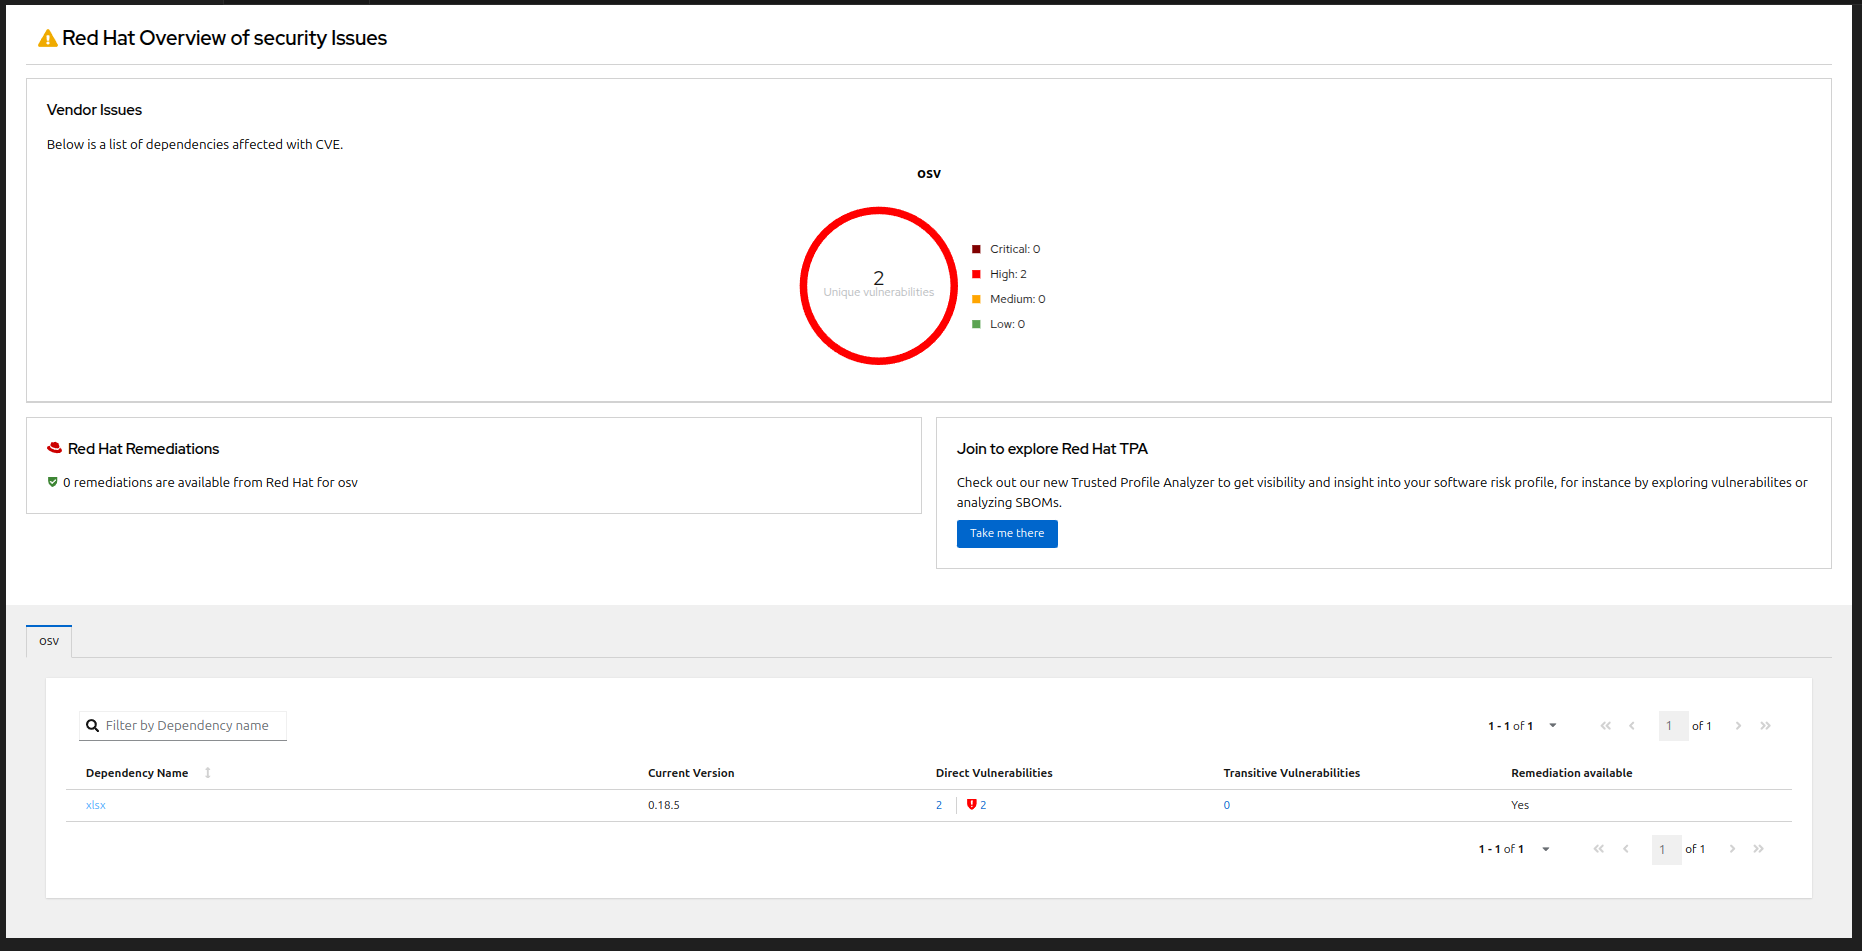 Red Hat Overview of security Issues
Vendor Issues
Below is a list of dependencies affected with CVE.
osv
2
Unique vulnerabilities
Critical: 0
High: 2
Medium: 0
Low: 0
Red Hat Remediations
0 remediations are available from Red Hat for osv
Join to explore Red Hat TPA
Check out our new Trusted Profile Analyzer to get visibility and insight into your software risk profile, for instance by exploring vulnerabilites or
analyzing SBOMs.
Take me there
osv
Filter by Dependency name
1 - 1 of 1
1 of 1
Dependency Name Current Version Direct Vulnerabilities Transitive Vulnerabilities Remediation available
xlsx 0.18.5 2 2 0 Yes
1 - 1 of 1
1 of 1